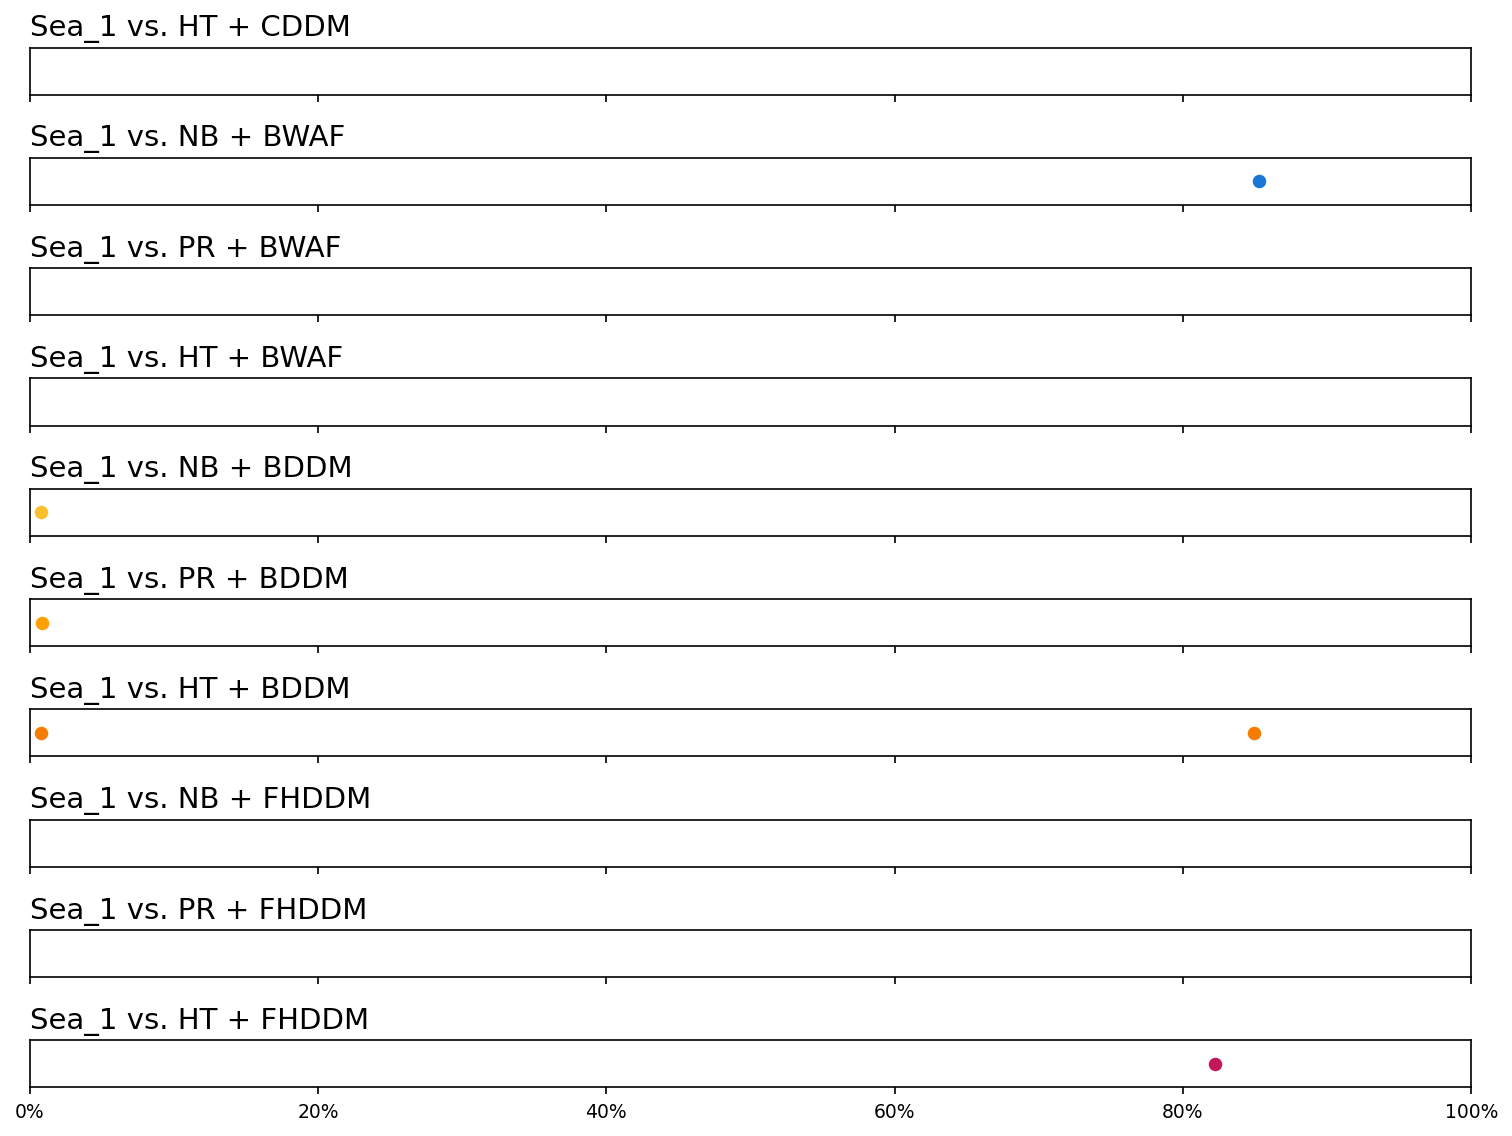 Sea_1 vs. HT + CDDM
Sea_1 vs. NB + BWAF
Sea_1 vs. PR + BWAF
Sea_1 vs. HT + BWAF
Sea_1 vs. NB + BDDM
Sea_1 vs. PR + BDDM
Sea_1 vs. HT + BDDM
Sea_1 vs. NB + FHDDM
Sea_1 vs. PR + FHDDM
Sea_1 vs. HT + FHDDM
0% 20% 40% 60% 80% 100%